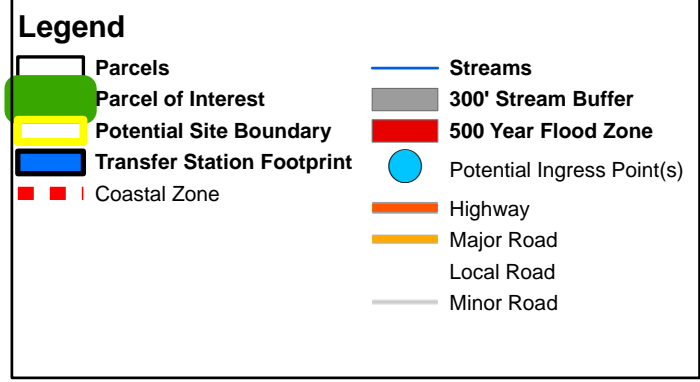 Legend
Parcels
Parcel of Interest
Potential Site Boundary
Transfer Station Footprint
Coastal Zone
Streams
300' Stream Buffer
500 Year Flood Zone
Potential Ingress Point(s)
Highway
Major Road
Local Road
Minor Road